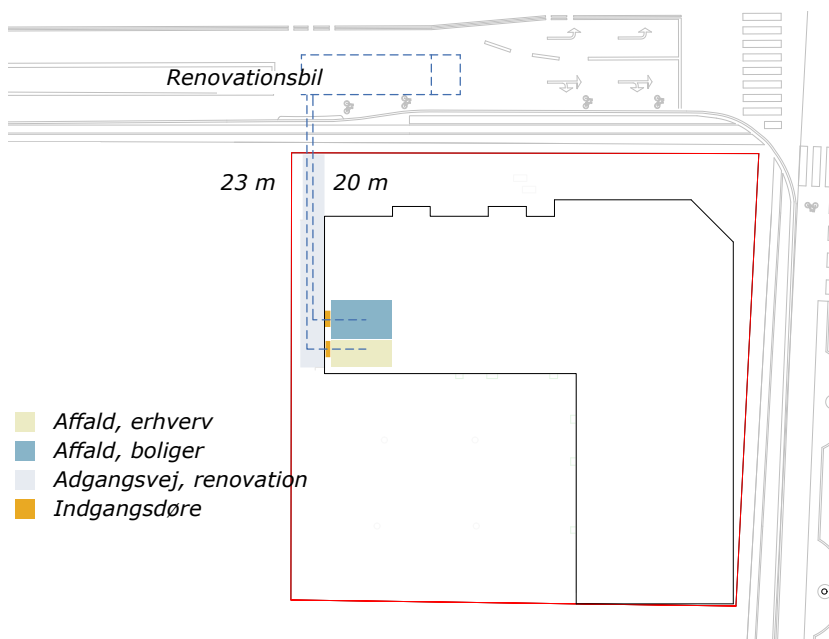 Renovationsbil
23 m
20 m
Affald, erhverv
Affald, boliger
Adgangsvej, renovation
Indgangsdøre